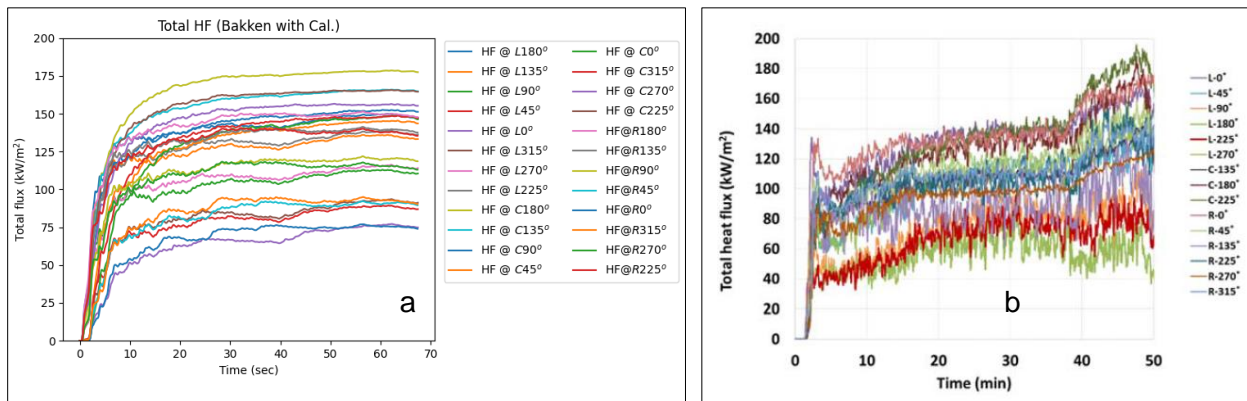 Total HF (Bakken with Cal.)
200
175
150
125
100
75
50
25
0
Total flux (kW/m²)
0 10 20 30 40 50 60 70
Time (sec)
a
HF @ L180° HF @ C0°
HF @ L135° HF @ C315°
HF @ L90° HF @ C270°
HF @ L45° HF @ C225°
HF @ L0° HF@R180°
HF @ L315° HF@R135°
HF @ L270° HF@R90°
HF @ L225° HF@R45°
HF @ C180° HF@R0°
HF @ C135° HF@R315°
HF @ C90° HF@R270°
HF @ C45° HF@R225°
200
180
160
140
120
100
80
60
40
20
0
Total heat flux (kW/m²)
0 10 20 30 40 50
Time (min)
b
L-0°
L-45°
L-90°
L-180°
L-225°
L-270°
C-135°
C-180°
C-225°
R-0°
R-45°
R-135°
R-225°
R-270°
R-315°